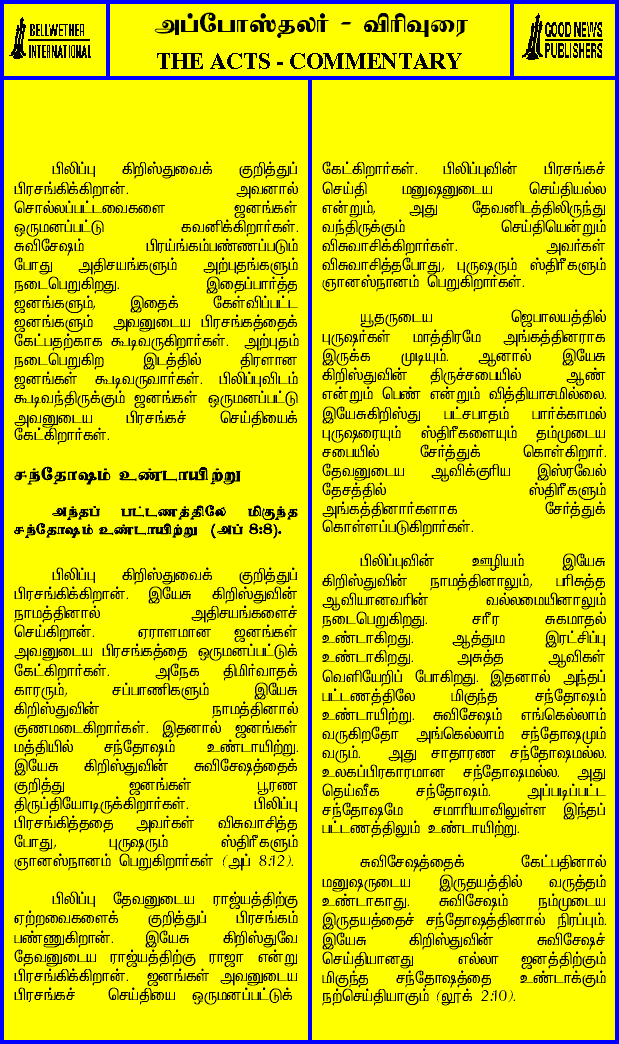 BELLWETHER
INTERNATIONAL
அப்போஸ்தலர் - விரிவுரை
THE ACTS - COMMENTARY
GOOD NEWS
PUBLISHERS
பிலிப்பு கிறிஸ்துவைக் குறித்துப்
பிரசங்கிக்கிறான். அவனால்
சொல்லப்பட்டவைகளை ஜனங்கள்
ஒருமனப்பட்டு கவனிக்கிறார்கள்.
சுவிசேஷம் பிரய்ங்கம்பண்ணப்படும்
போது அதிசயங்களும் அற்புதங்களும்
நடைபெறுகிறது. இதைப்பார்த்த
ஜனங்களும், இதைக் கேள்விப்பட்ட
ஜனங்களும் அவனுடைய பிரசங்கத்தைக்
கேட்பதற்காக கூடிவருகிறார்கள். அற்புதம்
நடைபெறுகிற இடத்தில் திரளான
ஜனங்கள் கூடிவருவார்கள். பிலிப்புவிடம்
கூடிவந்திருக்கும் ஜனங்கள் ஒருமனப்பட்டு
அவனுடைய பிரசங்கச் செய்தியைக்
கேட்கிறார்கள்.
சந்தோஷம் உண்டாயிற்று
அந்தப் பட்டணத்திலே மிகுந்த
சந்தோஷம் உண்டாயிற்று (அப் 8:8).
பிலிப்பு கிறிஸ்துவைக் குறித்துப்
பிரசங்கிக்கிறான். இயேசு கிறிஸ்துவின்
நாமத்தினால் அதிசயங்களைச்
செய்கிறான். ஏராளமான ஜனங்கள்
அவனுடைய பிரசங்கத்தை ஒருமனப்பட்டுக்
கேட்கிறார்கள். அநேக திமிர்வாதக்
காரரும், சப்பாணிகளும் இயேசு
கிறிஸ்துவின் நாமத்தினால்
குணமடைகிறார்கள். இதனால் ஜனங்கள்
மத்தியில் சந்தோஷம் உண்டாயிற்று.
இயேசு கிறிஸ்துவின் சுவிசேஷத்தைக்
குறித்து ஜனங்கள் பூரண
திருப்தியோடிருக்கிறார்கள். பிலிப்பு
பிரசங்கித்ததை அவர்கள் விசுவாசித்த
போது, புருஷரும் ஸ்திரீகளும்
ஞானஸ்நானம் பெறுகிறார்கள் (அப் 8:12).
பிலிப்பு தேவனுடைய ராஜ்யத்திற்கு
ஏற்றவைகளைக் குறித்துப் பிரசங்கம்
பண்ணுகிறான். இயேசு கிறிஸ்துவே
தேவனுடைய ராஜ்யத்திற்கு ராஜா என்று
பிரசங்கிக்கிறான். ஜனங்கள் அவனுடைய
பிரசங்கச் செய்தியை ஒருமனப்பட்டுக்
கேட்கிறார்கள். பிலிப்புவின் பிரசங்கச்
செய்தி மனுஷனுடைய செய்தியல்ல
என்றும், அது தேவனிடத்திலிருந்து
வந்திருக்கும் செய்தியென்றும்
விசுவாசிக்கிறார்கள். அவர்கள்
விசுவாசித்தபோது, புருஷரும் ஸ்திரீகளும்
ஞானஸ்நானம் பெறுகிறார்கள்.
யூதருடைய ஜெபாலயத்தில்
புருஷர்கள் மாத்திரமே அங்கத்தினராக
இருக்க முடியும். ஆனால் இயேசு
கிறிஸ்துவின் திருச்சபையில் ஆண்
என்றும் பெண் என்றும் வித்தியாசமில்லை.
இயேசுகிறிஸ்து பட்சபாதம் பார்க்காமல்
புருஷரையும் ஸ்திரீகளையும் தம்முடைய
சபையில் சேர்த்துக் கொள்கிறார்.
தேவனுடைய ஆவிக்குரிய இஸ்ரவேல்
தேசத்தில் ஸ்திரீகளும்
அங்கத்தினார்களாக சேர்த்துக்
கொள்ளப்படுகிறார்கள்.
பிலிப்புவின் ஊழியம் இயேசு
கிறிஸ்துவின் நாமத்தினாலும், பரிசுத்த
ஆவியானவரின் வல்லமையினாலும்
நடைபெறுகிறது. சரீர சுகமாதல்
உண்டாகிறது. ஆத்தும இரட்சிப்பு
உண்டாகிறது. அசுத்த ஆவிகள்
வெளியேறிப் போகிறது. இதனால் அந்தப்
பட்டணத்திலே மிகுந்த சந்தோஷம்
உண்டாயிற்று. சுவிசேஷம் எங்கெல்லாம்
வருகிறதோ அங்கெல்லாம் சந்தோஷமும்
வரும். அது சாதாரண சந்தோஷமல்ல.
உலகப்பிரகாரமான சந்தோஷமல்ல. அது
தெய்வீக சந்தோஷம். அப்படிப்பட்ட
சந்தோஷமே சமாரியாவிலுள்ள இந்தப்
பட்டணத்திலும் உண்டாயிற்று.
சுவிசேஷத்தைக் கேட்பதினால்
மனுஷருடைய இருதயத்தில் வருத்தம்
உண்டாகாது. சுவிசேஷம் நம்முடைய
இருதயத்தைச் சந்தோஷத்தினால் நிரப்பும்.
இயேசு கிறிஸ்துவின் சுவிசேஷச்
செய்தியானது எல்லா ஜனத்திற்கும்
மிகுந்த சந்தோஷத்தை உண்டாக்கும்
நற்செய்தியாகும் (லூக் 2:10).